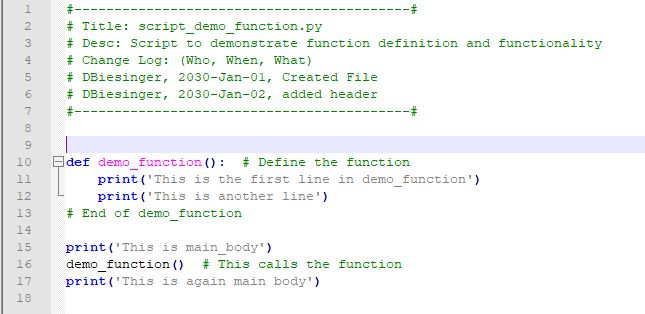 1 #------------------------------------------#
2 # Title: script_demo_function.py
3 # Desc: Script to demonstrate function definition and functionality
4 # Change Log: (Who, When, What)
5 # DBiesinger, 2030-Jan-01, Created File
6 # DBiesinger, 2030-Jan-02, added header
7 #------------------------------------------#
8
9
10 def demo_function():  # Define the function
11     print('This is the first line in demo_function')
12     print('This is another line')
13 # End of demo_function
14
15 print('This is main_body')
16 demo_function()  # This calls the function
17 print('This is again main body')
18